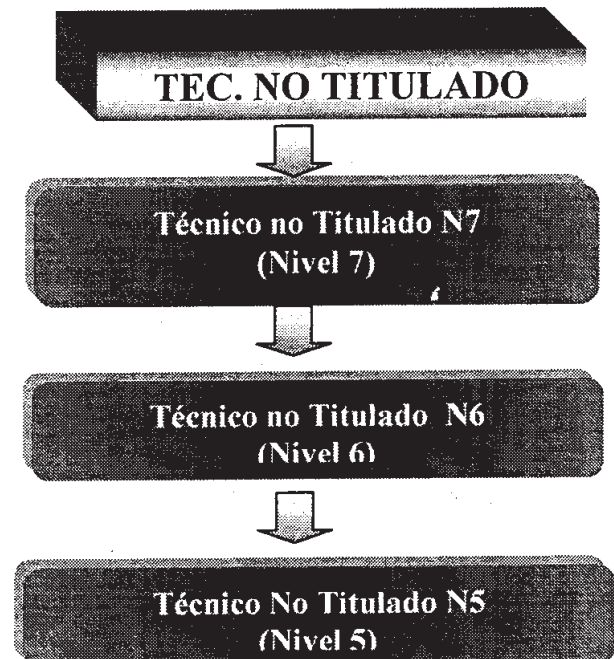 TEC. NO TITULADO
Técnico no Titulado N7
(Nivel 7)
Técnico no Titulado N6
(Nivel 6)
Técnico No Titulado N5
(Nivel 5)